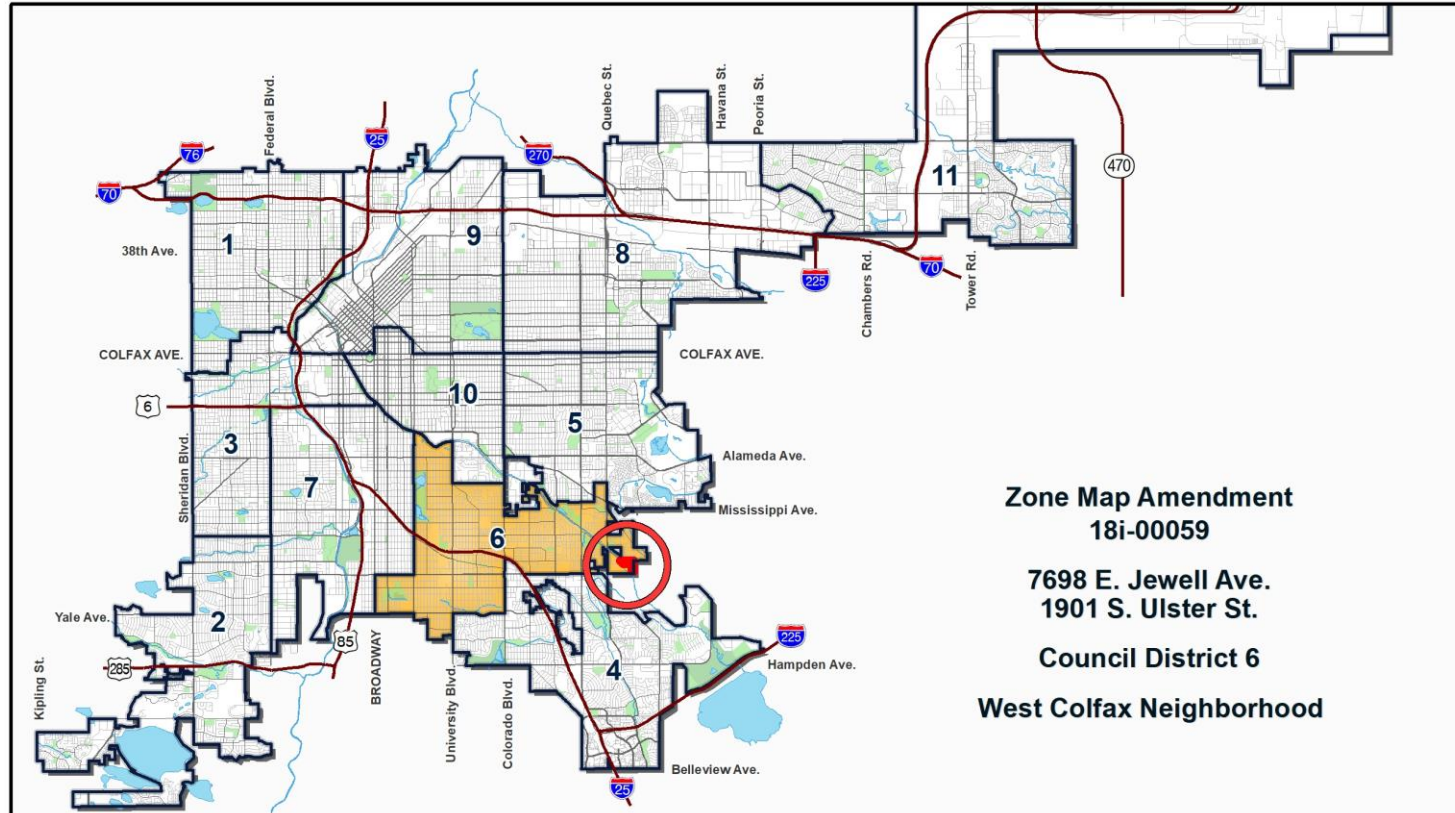 Federal Blvd.
Quebec St.
Havana St.
Peoria St.
76
25
270
470
70
11
1
9
8
38th Ave.
225
Chambers Rd.
70
Tower Rd.
COLFAX AVE.
COLFAX AVE.
10
6
5
3
Sheridan Blvd.
7
Alameda Ave.
Mississippi Ave.
6
Yale Ave.
2
85
BROADWAY
285
Kipling St.
University Blvd.
Colorado Blvd.
4
225
Hampden Ave.
Belleview Ave.
25
Zone Map Amendment
18i-00059
7698 E. Jewell Ave.
1901 S. Ulster St.
Council District 6
West Colfax Neighborhood